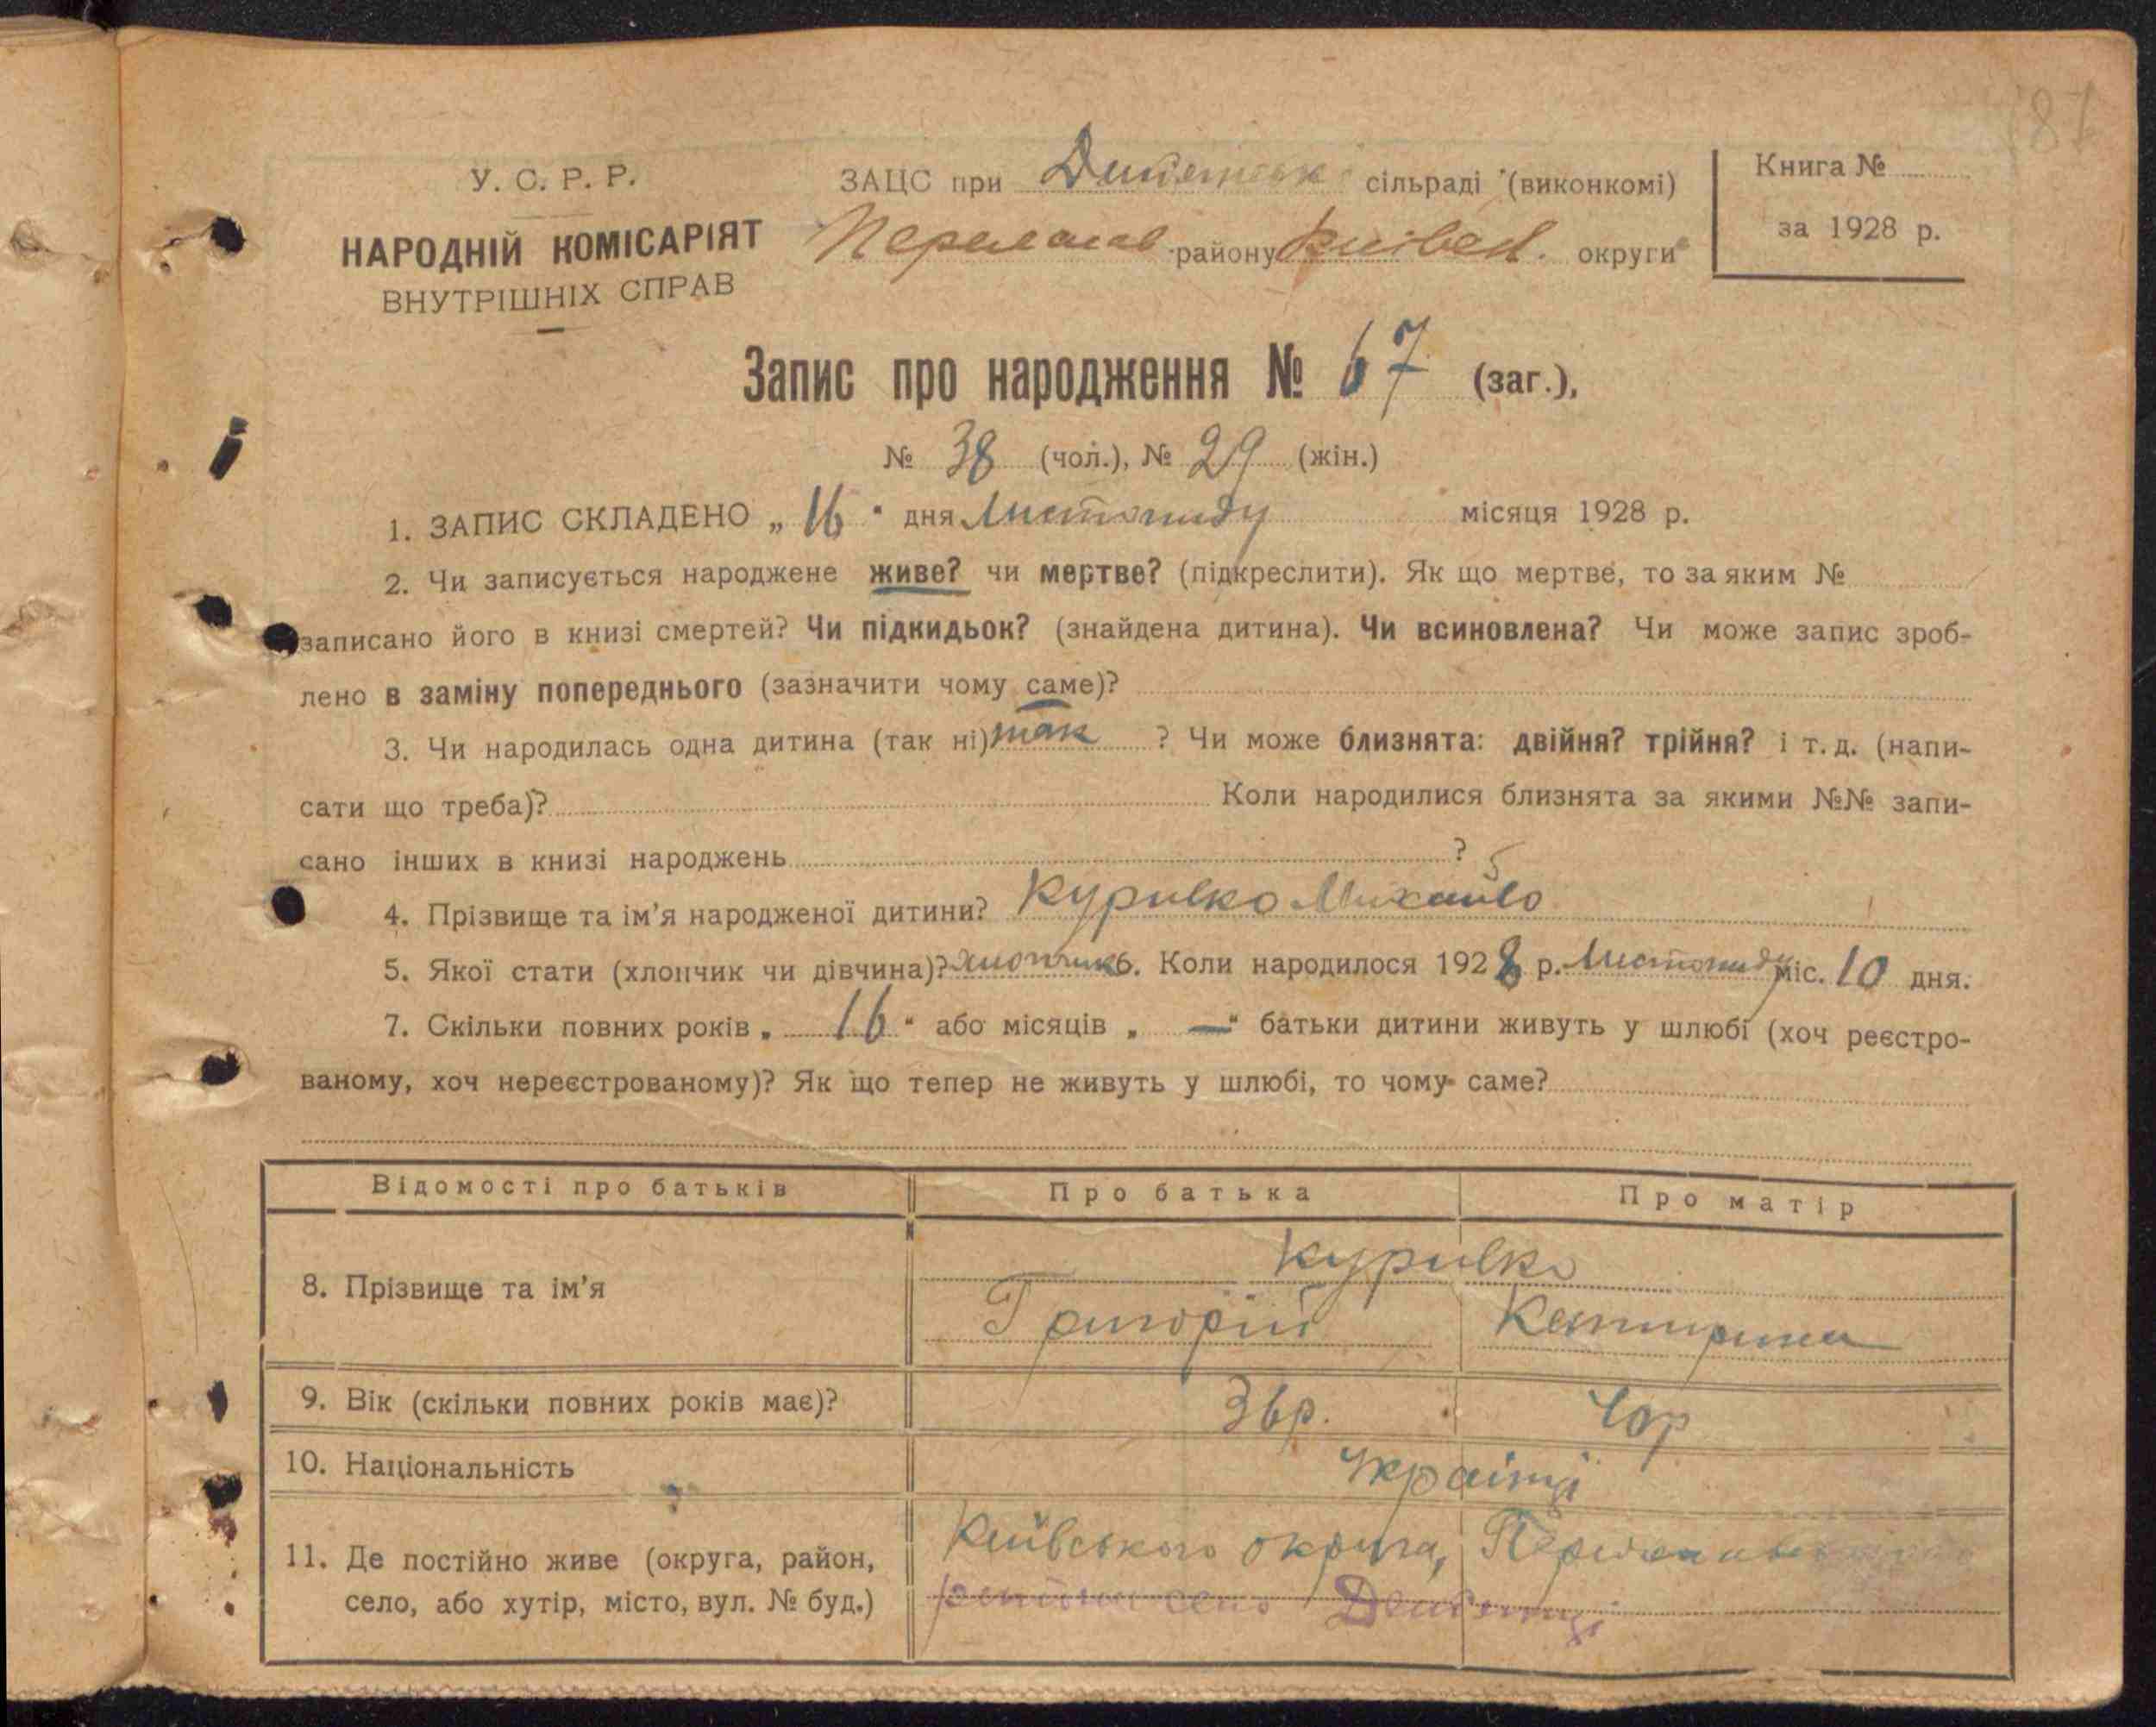 187
У. С. Р. Р.
НАРОДНІЙ КОМІСАРІЯТ
ВНУТРІШНІХ СПРАВ
ЗАЦС при сільраді (виконкомі)
Переяслав району Київськ. округи
Книга №
за 1928 р.
Запис про народження № 67 (заг.),
№ 38 (чол.), № 29 (жін.)
1. ЗАПИС СКЛАДЕНО „ 16 " дня Листопаду місяця 1928 р.
2. Чи записується народжене живе? чи мертве? (підкреслити). Як що мертве, то за яким №
записано його в книзі смертей? Чи підкидьок? (знайдена дитина). Чи всиновлена? Чи може запис зроб-
лено в заміну попереднього (зазначити чому саме)?
3. Чи народилась одна дитина (так ні) так ? Чи може близнята: двійня? трійня? і т. д. (напи-
сати що треба)? Коли народилися близнята за якими №№ запи-
сано інших в книзі народжень ?
4. Прізвище та ім'я народженої дитини? Курилко Михайло
5. Якої стати (хлопчик чи дівчина)? хлопчик 6. Коли народилося 1928 р. Листопаду міс. 10 дня.
7. Скільки повних років „ 16 " або місяців „ — " батьки дитини живуть у шлюбі (хоч реєстро-
ваному, хоч нереєстрованому)? Як що тепер не живуть у шлюбі, то чому саме?
Відомості про батьків Про батька Про матір
8. Прізвище та ім'я Курилко
Григорій Катирина
9. Вік (скільки повних років має)? 36р. 40р
10. Національність Українці
11. Де постійно живе (округа, район,
село, або хутір, місто, вул. № буд.)
Київського округа, Переяславського
району село Дем'янці